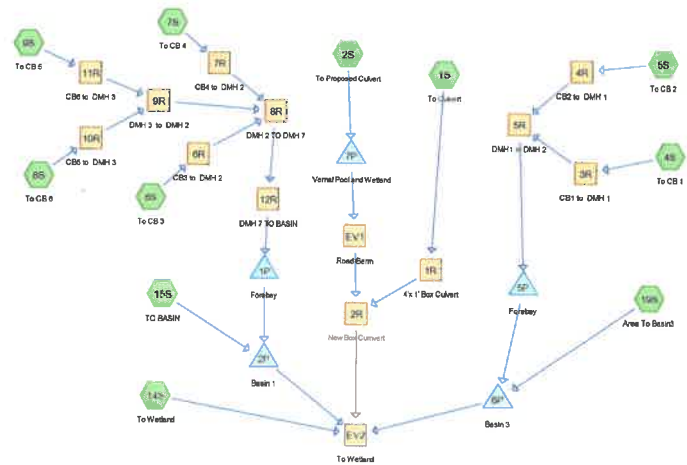 7S
To CB 4
9S
To CB 5
2S
To Proposed Culvert
1S
To Culvert
5S
To CB 2
7R
CB4 to DMH 2
11R
CB6 to DMH 3
4R
CB2 to DMH 1
9R
DMH 3 to DMH 2
8R
DMH 2 TO DMH 7
5R
DMH1 to DMH 2
10R
CB5 to DMH 3
6R
CB3 to DMH 2
7P
Vernal Pool and Wetland
4S
To CB 1
3R
CB1 to DMH 1
8S
To CB 6
6S
To CB 3
12R
DMH 7 TO BASIN
EV1
Road Berm
1P
Forebay
1R
4'x 1' Box Culvert
5P
Forebay
15S
TO BASIN
Area To Basin3
2R
New Box Culvert
2P
Basin 1
14S
To Wetland
6P
Basin 3
EV2
To Wetland